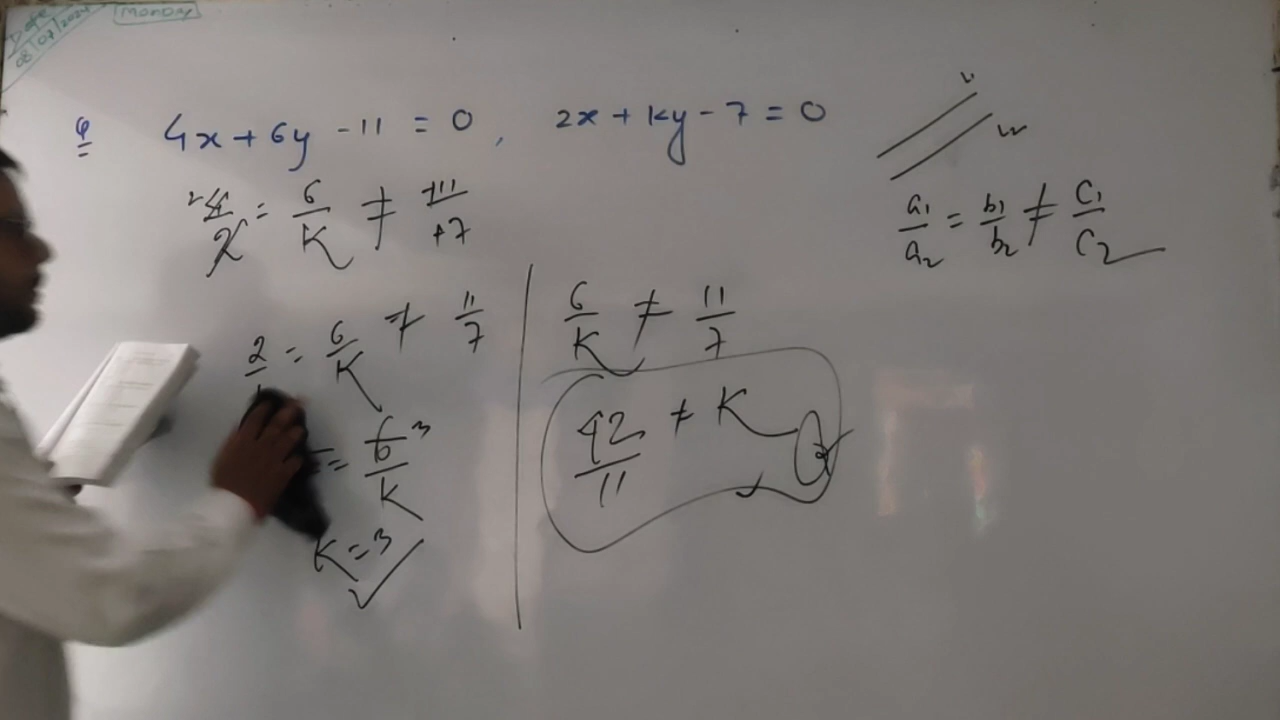 Date
08/07/2024
Monday
Q 4x + 6y - 11 = 0 , 2x + ky - 7 = 0
4/2 = 6/K ≠ +11/+7
a1/a2 = b1/b2 ≠ C1/C2
2/ = 6/K ≠ 11/7
6/K ≠ 11/7
= 6 3/K
42/11 ≠ K
K = 3